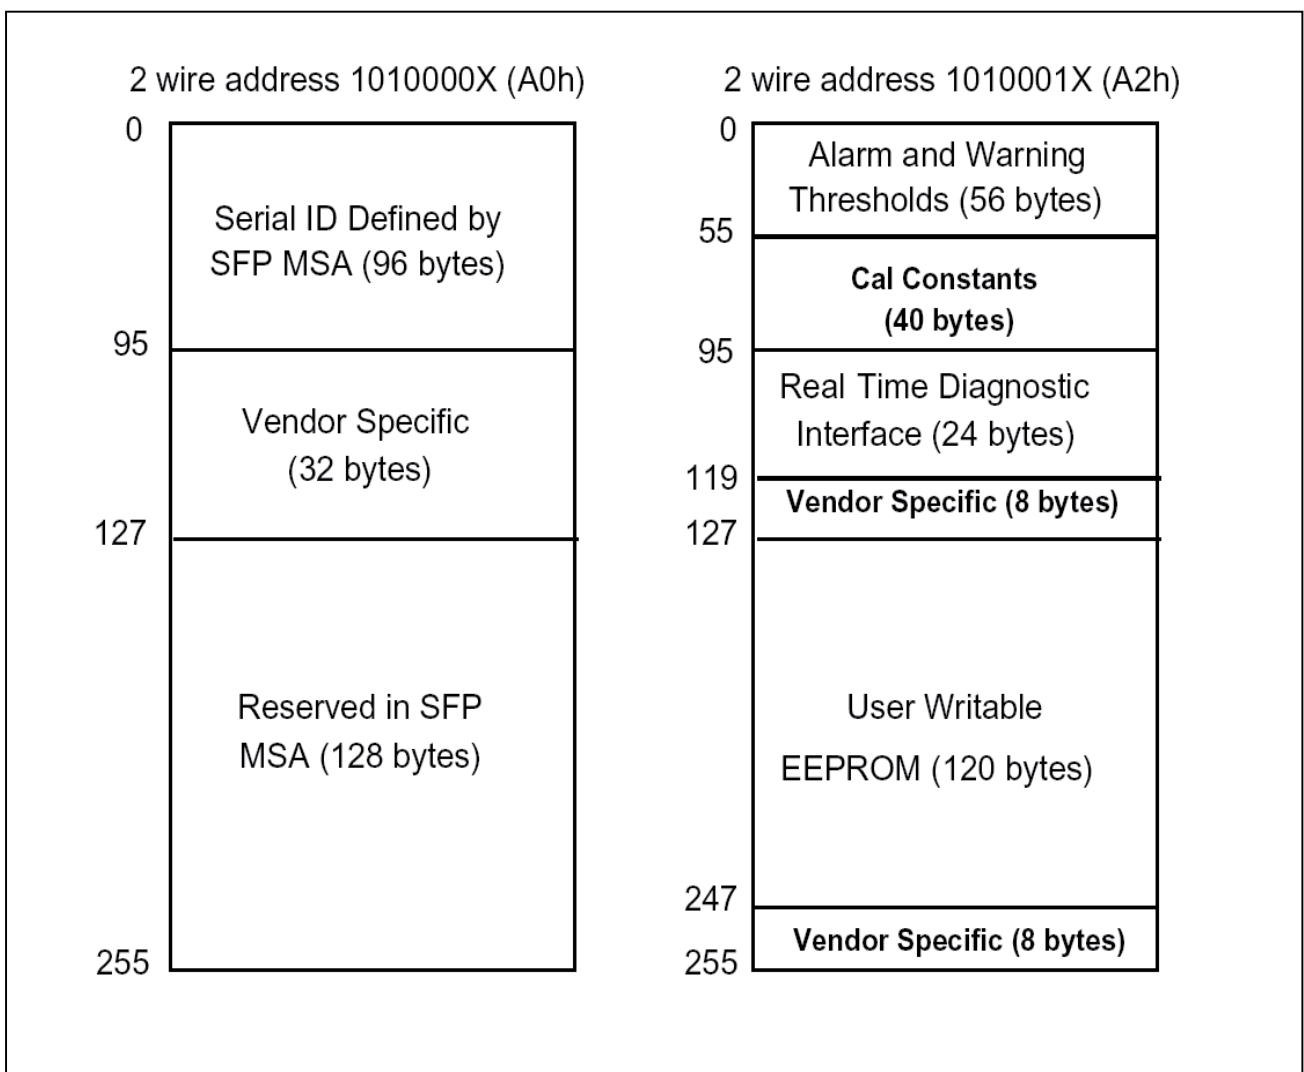 2 wire address 1010000X (A0h)
0
Serial ID Defined by
SFP MSA (96 bytes)
95
Vendor Specific
(32 bytes)
127
Reserved in SFP
MSA (128 bytes)
255
2 wire address 1010001X (A2h)
0
Alarm and Warning
Thresholds (56 bytes)
55
Cal Constants
(40 bytes)
95
Real Time Diagnostic
Interface (24 bytes)
119
Vendor Specific (8 bytes)
127
User Writable
EEPROM (120 bytes)
247
Vendor Specific (8 bytes)
255